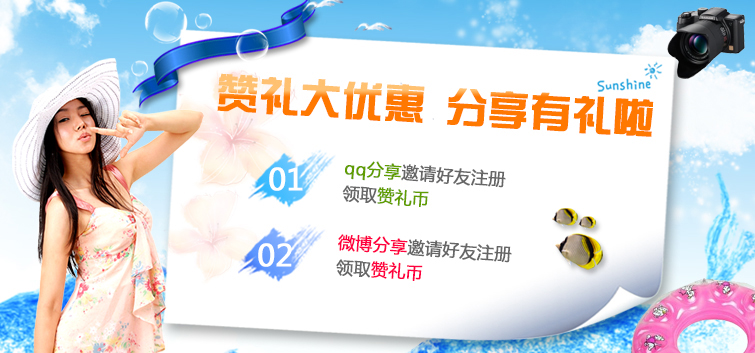 Sunshine
赞礼大优惠 分享有礼啦
01
qq分享邀请好友注册
领取赞礼币
02
微博分享邀请好友注册
领取赞礼币